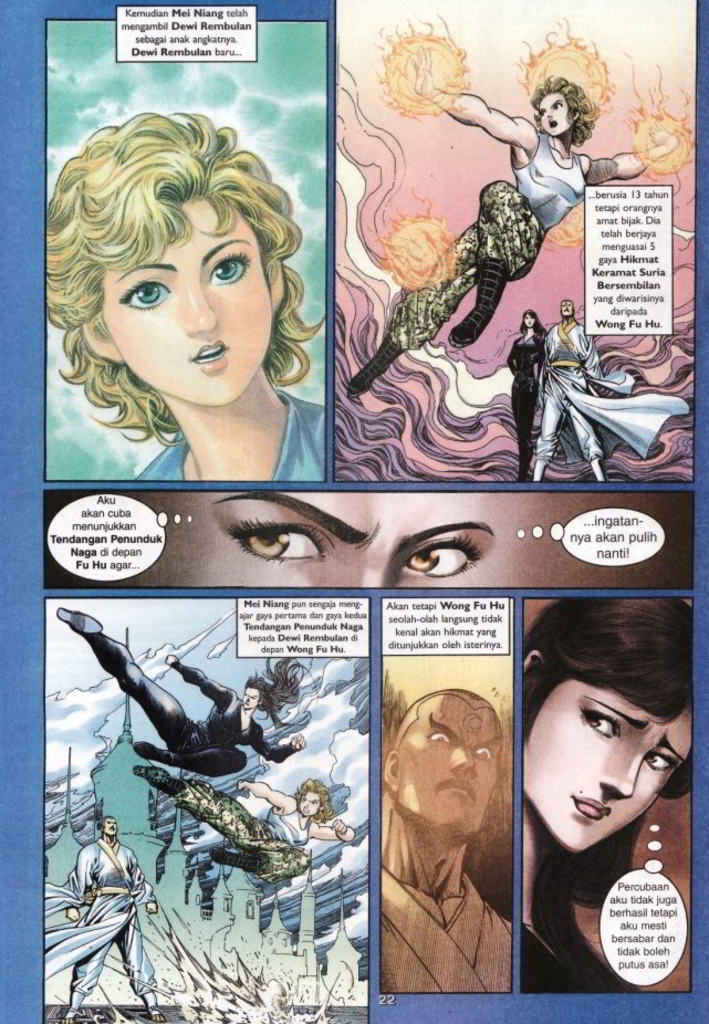 Kemudian Mei Niang telah
mengambil Dewi Rembulan
sebagai anak angkatnya.
Dewi Rembulan baru...
...berusia 13 tahun
tetapi orangnya
amat bijak. Dia
telah berjaya
menguasai 5
gaya Hikmat
Keramat Suria
Bersembilan
yang diwarisinya
daripada
Wong Fu Hu.
Aku
akan cuba
menunjukkan
Tendangan Penunduk
Naga di depan
Fu Hu agar...
...ingatan-
nya akan pulih
nanti!
Mei Niang pun sengaja meng-
ajar gaya pertama dan gaya kedua
Tendangan Penunduk Naga
kepada Dewi Rembulan di
depan Wong Fu Hu.
Akan tetapi Wong Fu Hu
seolah-olah langsung tidak
kenal akan hikmat yang
ditunjukkan oleh isterinya.
Percubaan
aku tidak juga
berhasil tetapi
aku mesti
bersabar dan
tidak boleh
putus asa!
22